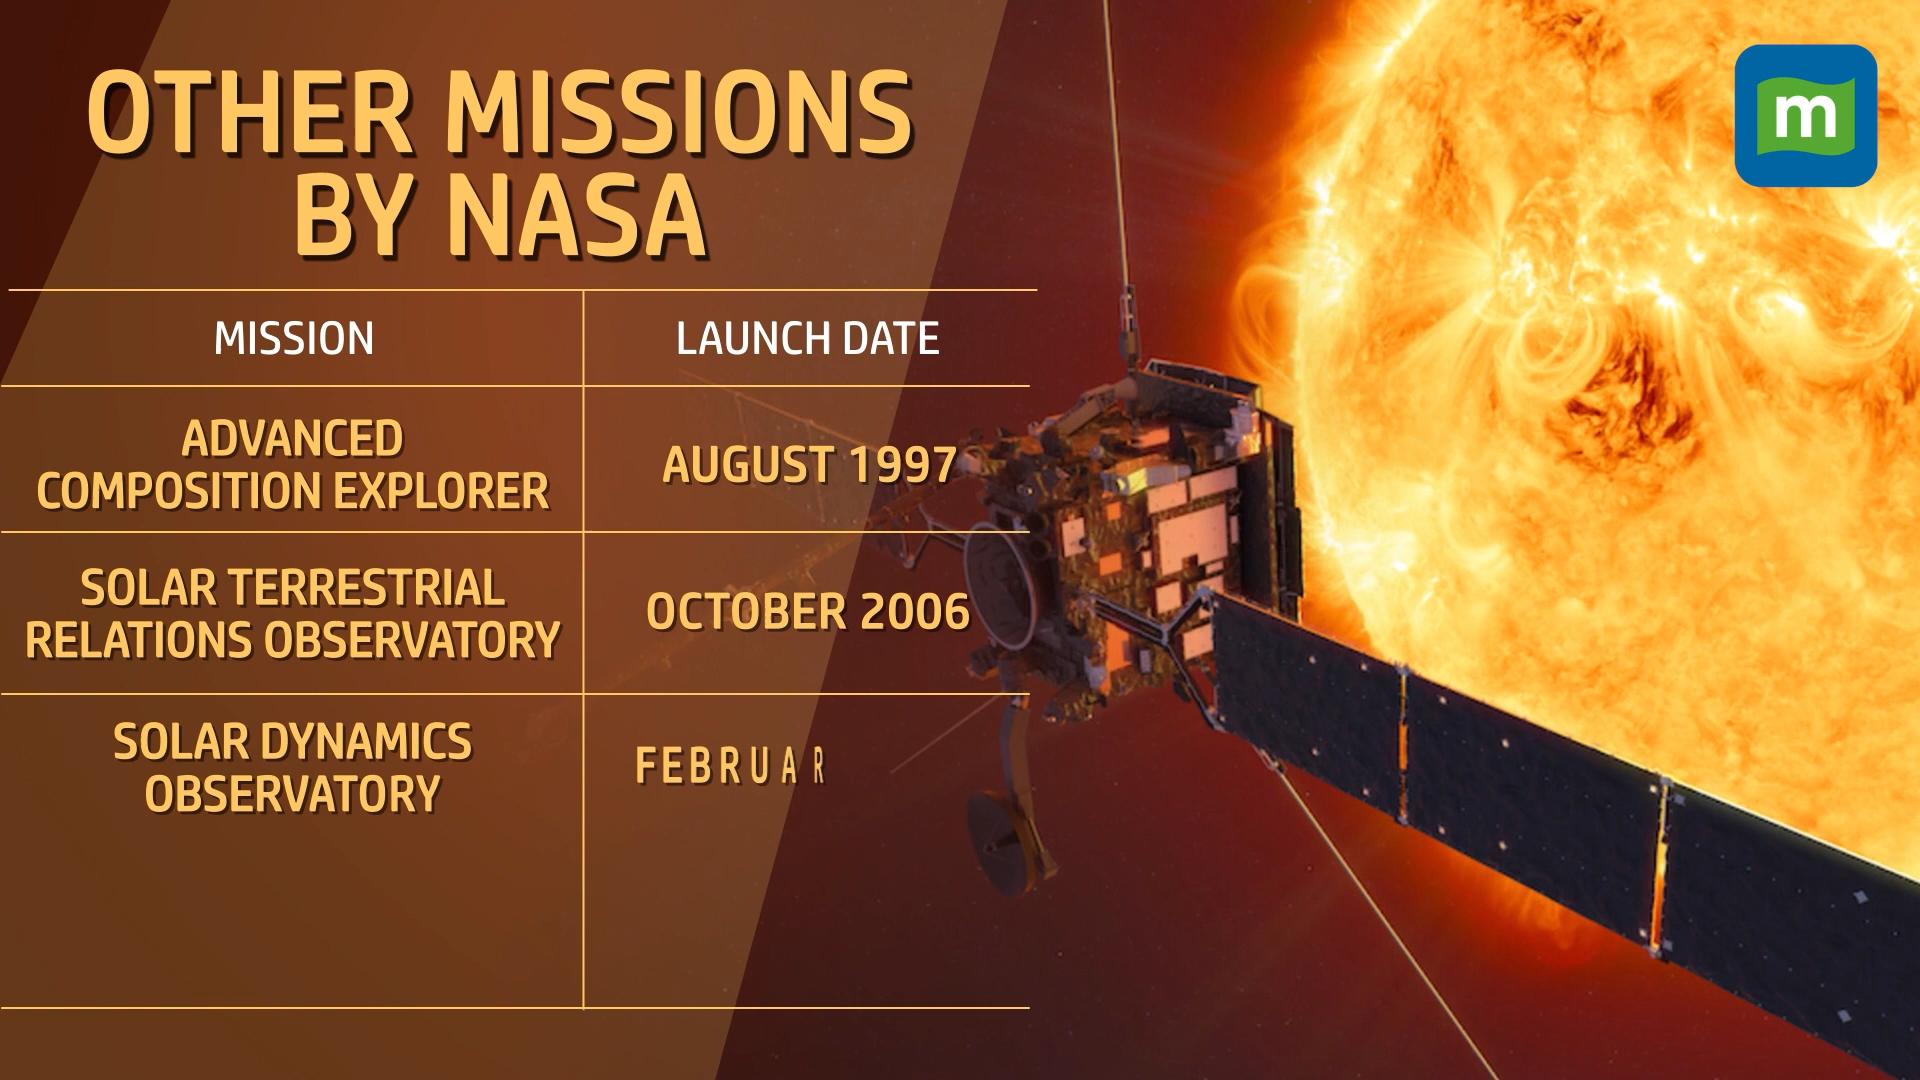 OTHER MISSIONS
BY NASA
MISSION
LAUNCH DATE
ADVANCED
COMPOSITION EXPLORER
AUGUST 1997
SOLAR TERRESTRIAL
RELATIONS OBSERVATORY
OCTOBER 2006
SOLAR DYNAMICS
OBSERVATORY
FEBRUAR
m